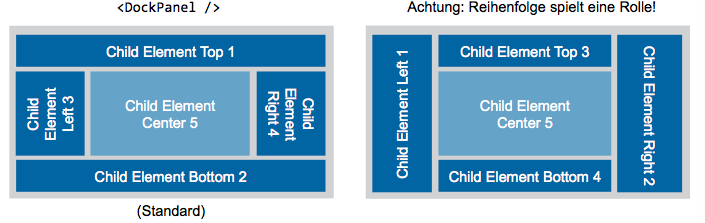 <DockPanel />
Child Element Top 1
Child
Element
Left 3
Child Element
Center 5
Child
Element
Right 4
Child Element Bottom 2
(Standard)
Achtung: Reihenfolge spielt eine Rolle!
Child Element Left 1
Child Element Top 3
Child Element
Center 5
Child Element Bottom 4
Child Element Right 2